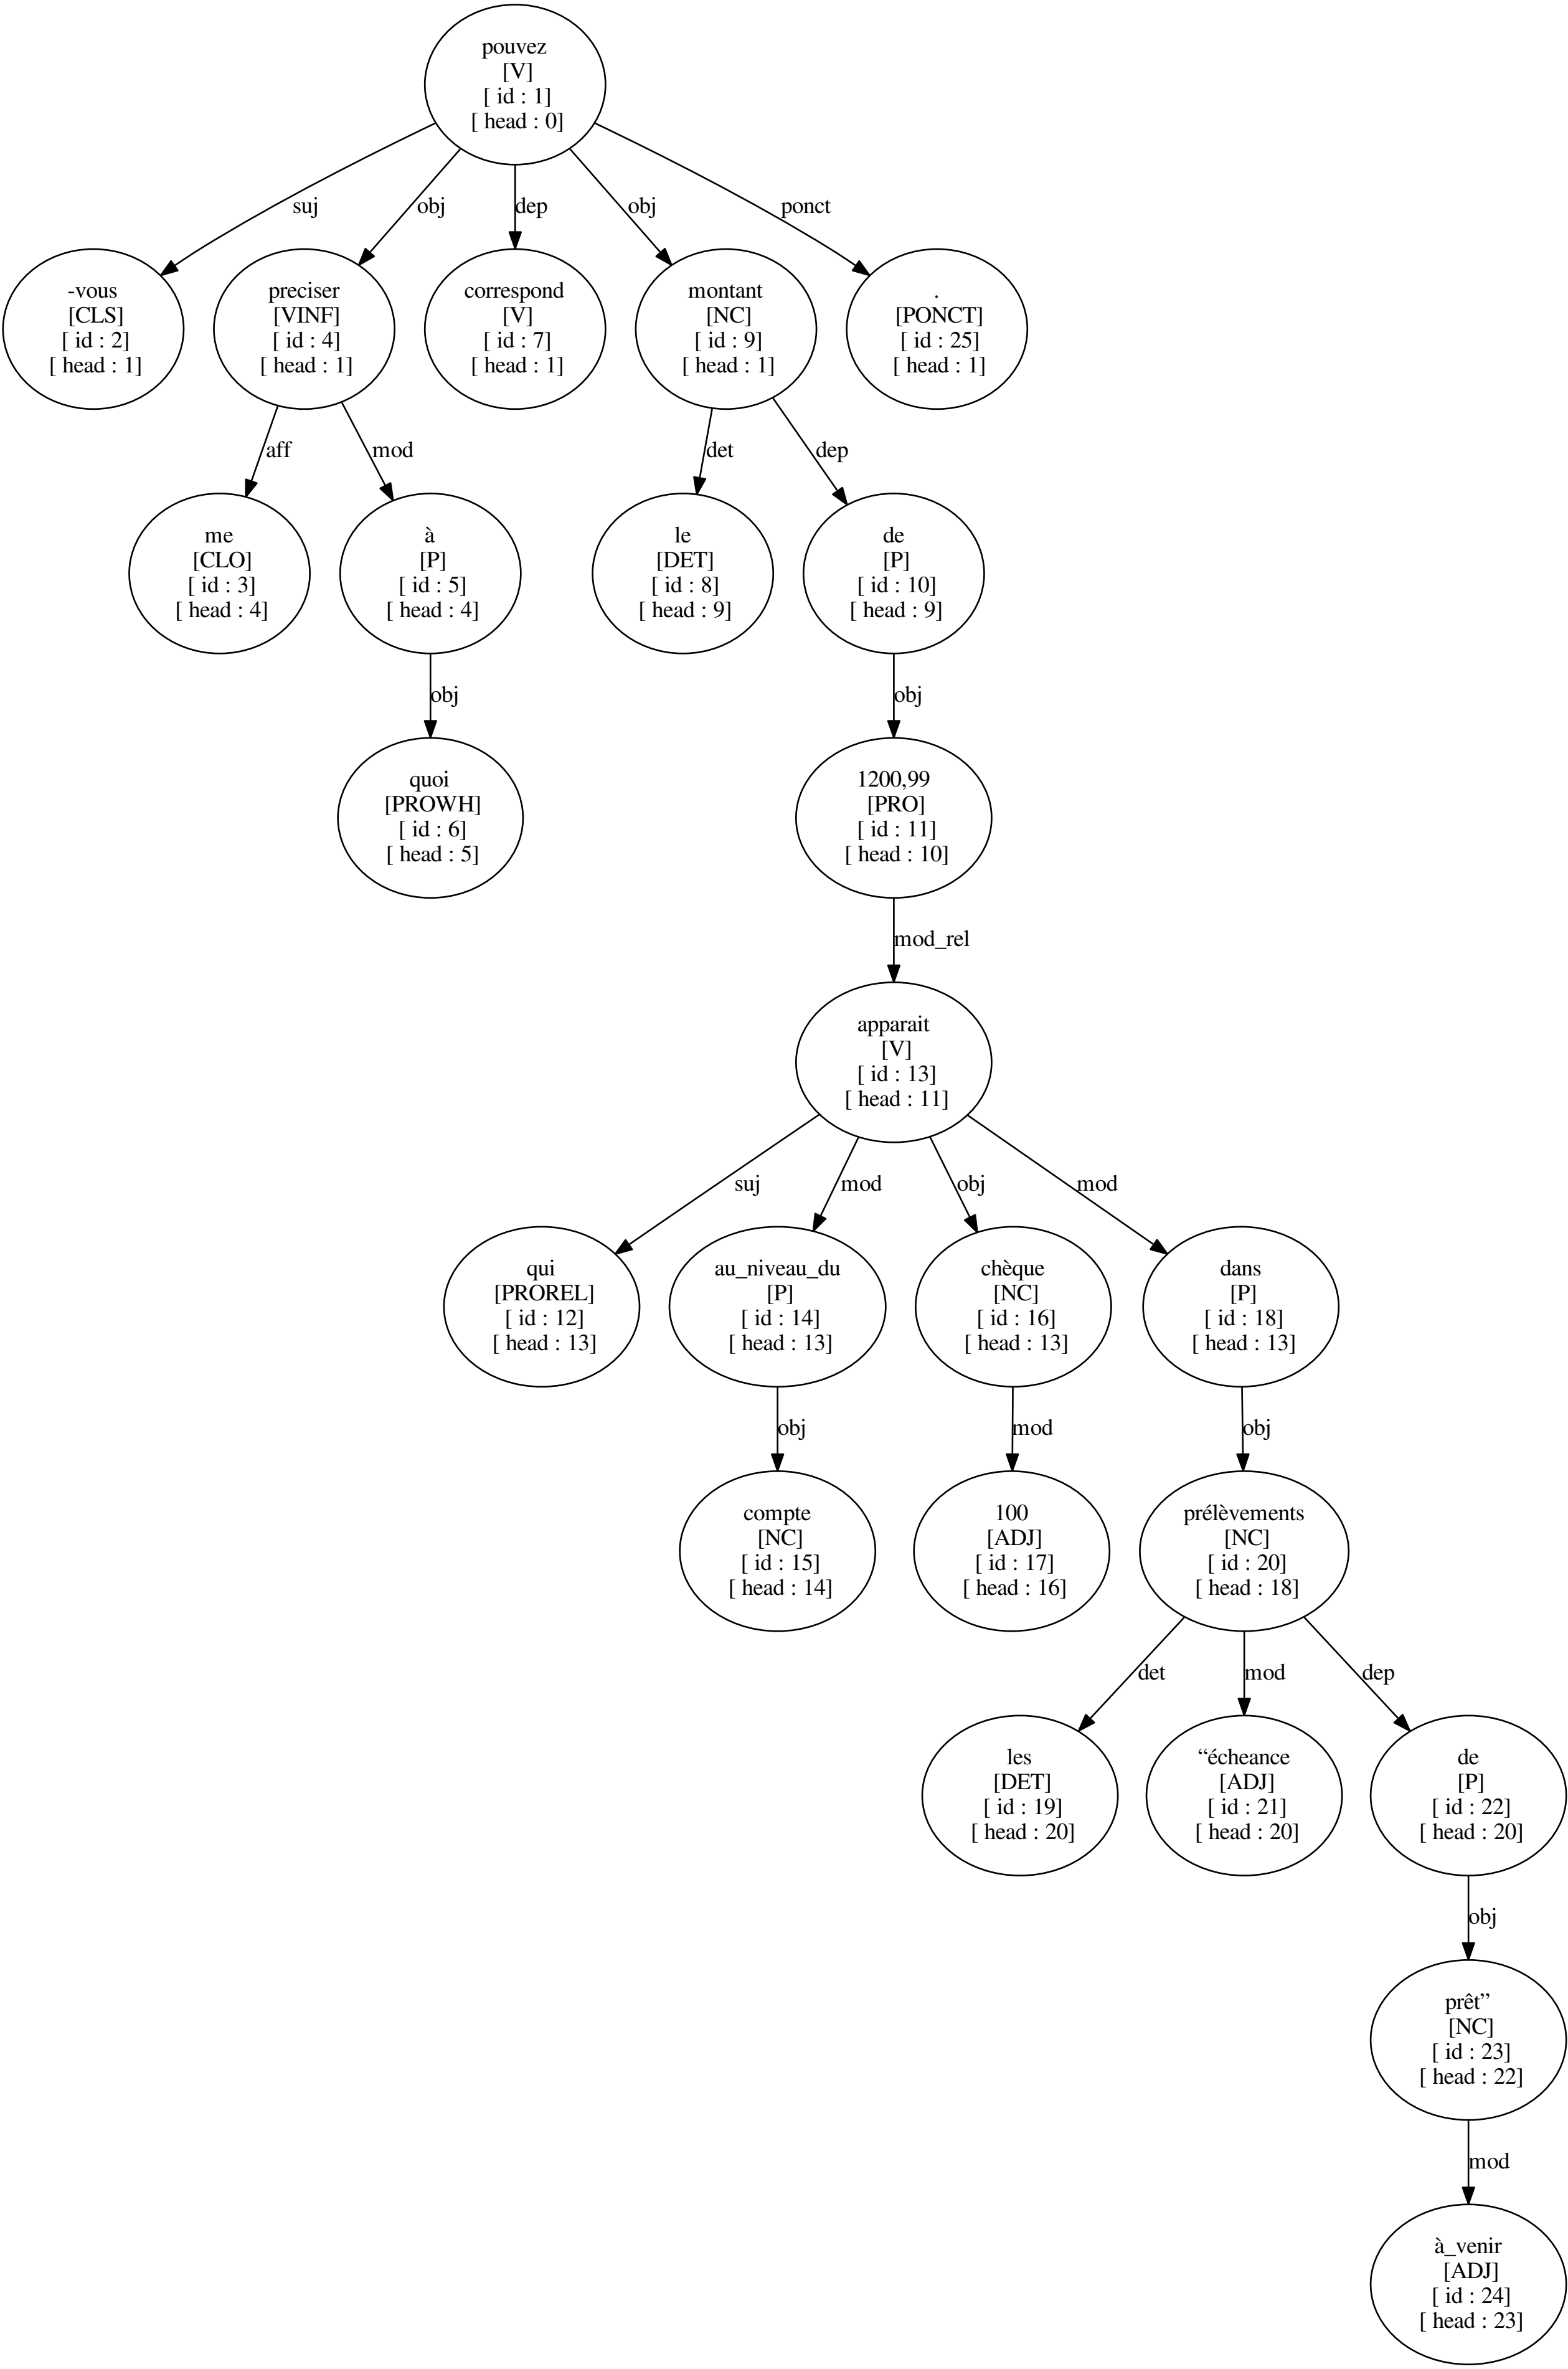 pouvez
[V]
[ id : 1]
[ head : 0]
suj
obj
dep
obj
ponct
-vous
[CLS]
[ id : 2]
[ head : 1]
preciser
[VINF]
[ id : 4]
[ head : 1]
correspond
[V]
[ id : 7]
[ head : 1]
montant
[NC]
[ id : 9]
[ head : 1]
.
[PONCT]
[ id : 25]
[ head : 1]
aff
mod
det
dep
me
[CLO]
[ id : 3]
[ head : 4]
à
[P]
[ id : 5]
[ head : 4]
le
[DET]
[ id : 8]
[ head : 9]
de
[P]
[ id : 10]
[ head : 9]
obj
obj
quoi
[PROWH]
[ id : 6]
[ head : 5]
1200,99
[PRO]
[ id : 11]
[ head : 10]
mod_rel
apparait
[V]
[ id : 13]
[ head : 11]
suj
mod
obj
mod
qui
[PROREL]
[ id : 12]
[ head : 13]
au_niveau_du
[P]
[ id : 14]
[ head : 13]
chèque
[NC]
[ id : 16]
[ head : 13]
dans
[P]
[ id : 18]
[ head : 13]
obj
mod
obj
compte
[NC]
[ id : 15]
[ head : 14]
100
[ADJ]
[ id : 17]
[ head : 16]
prélèvements
[NC]
[ id : 20]
[ head : 18]
det
mod
dep
les
[DET]
[ id : 19]
[ head : 20]
“écheance
[ADJ]
[ id : 21]
[ head : 20]
de
[P]
[ id : 22]
[ head : 20]
obj
prêt”
[NC]
[ id : 23]
[ head : 22]
mod
à_venir
[ADJ]
[ id : 24]
[ head : 23]